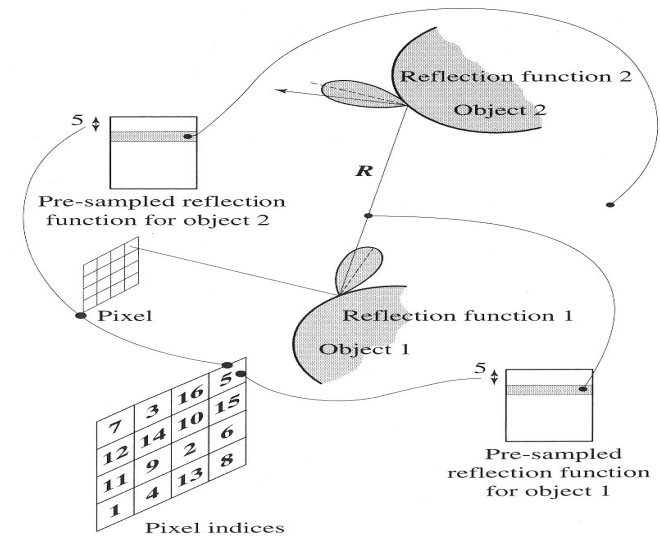 Reflection function 2
Object 2
5
Pre-sampled reflection
function for object 2
R
Pixel
Reflection function 1
Object 1
5
7 3 16 5
12 14 10 15
11 9 2 6
1 4 13 8
Pixel indices
Pre-sampled
reflection function
for object 1